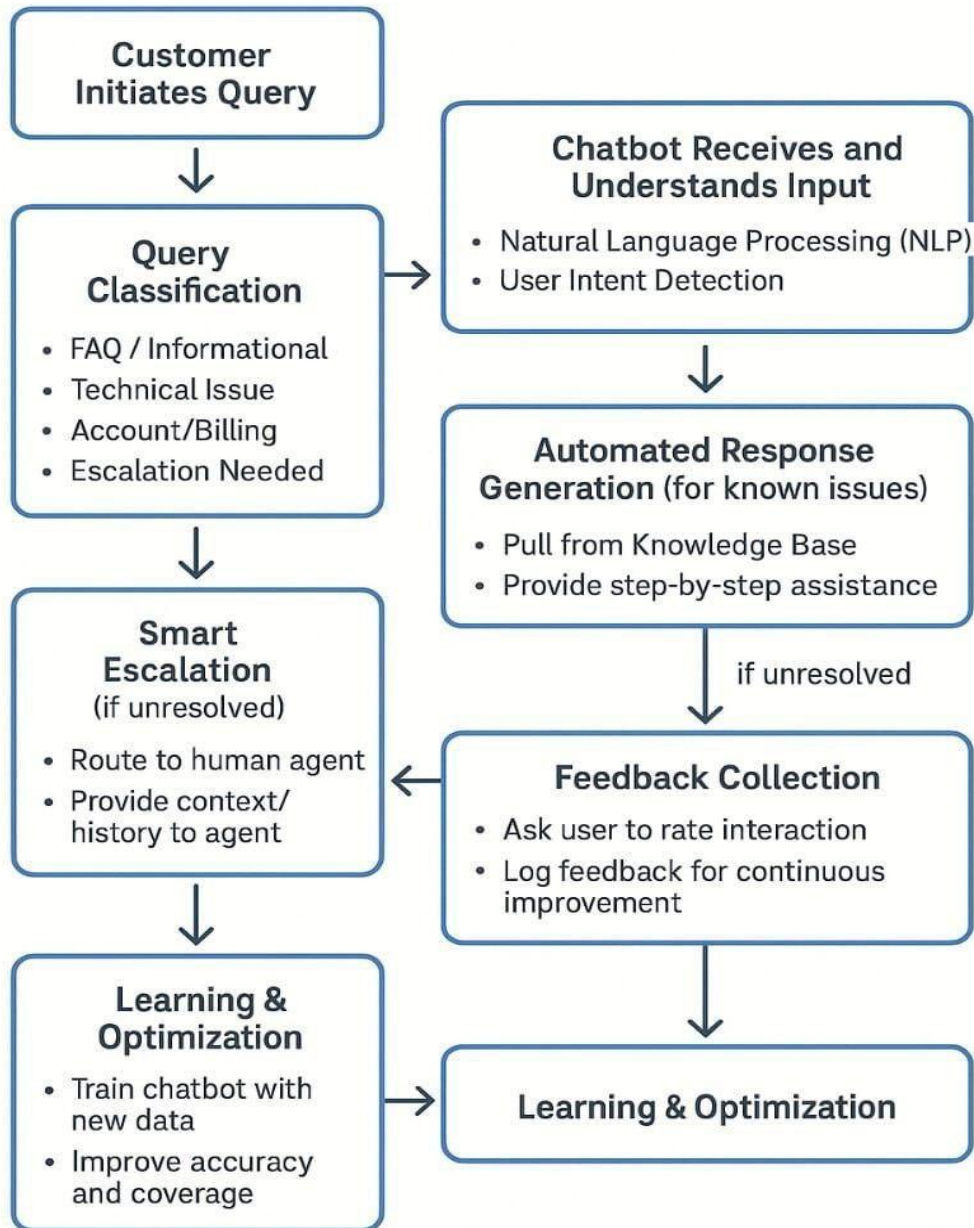 Customer
Initiates Query
Query
Classification
• FAQ / Informational
• Technical Issue
• Account/Billing
• Escalation Needed
Chatbot Receives and
Understands Input
• Natural Language Processing (NLP)
• User Intent Detection
Automated Response
Generation (for known issues)
• Pull from Knowledge Base
• Provide step-by-step assistance
if unresolved
Smart
Escalation
(if unresolved)
• Route to human agent
• Provide context/
history to agent
Feedback Collection
• Ask user to rate interaction
• Log feedback for continuous
improvement
Learning &
Optimization
• Train chatbot with
new data
• Improve accuracy
and coverage
Learning & Optimization